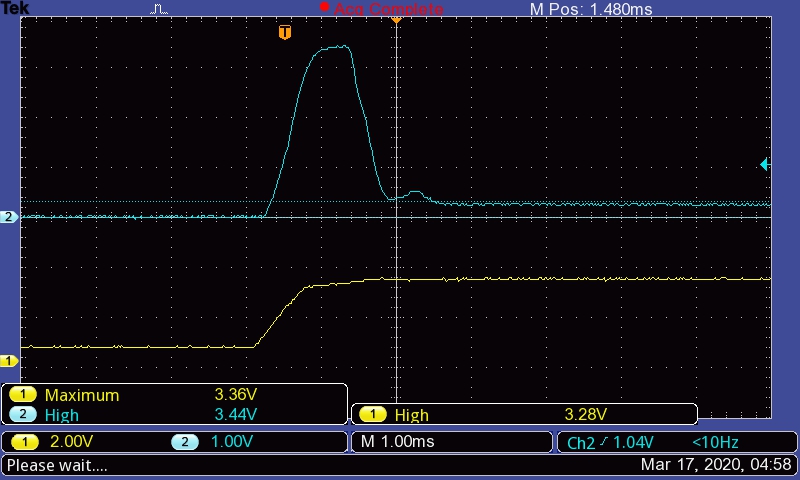 Tek Acq Complete M Pos: 1.480ms
T
2
1
1 Maximum 3.36V
2 High 3.44V
1 High 3.28V
1 2.00V 2 1.00V M 1.00ms Ch2 1.04V <10Hz
Please wait.... Mar 17, 2020, 04:58